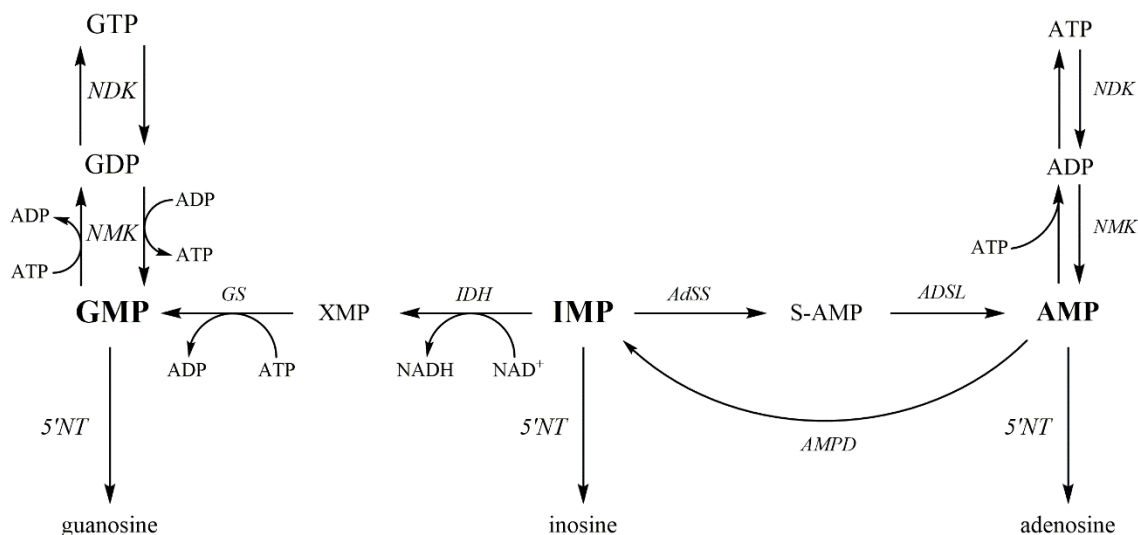 GTP
ATP
NDK
NDK
GDP
ADP
ADP
ADP
NMK
NMK
ATP
ATP
ATP
GMP
GS
XMP
IDH
IMP
AdSS
S-AMP
ADSL
AMP
ADP
ATP
NADH
NAD⁺
5'NT
5'NT
AMPD
5'NT
guanosine
inosine
adenosine